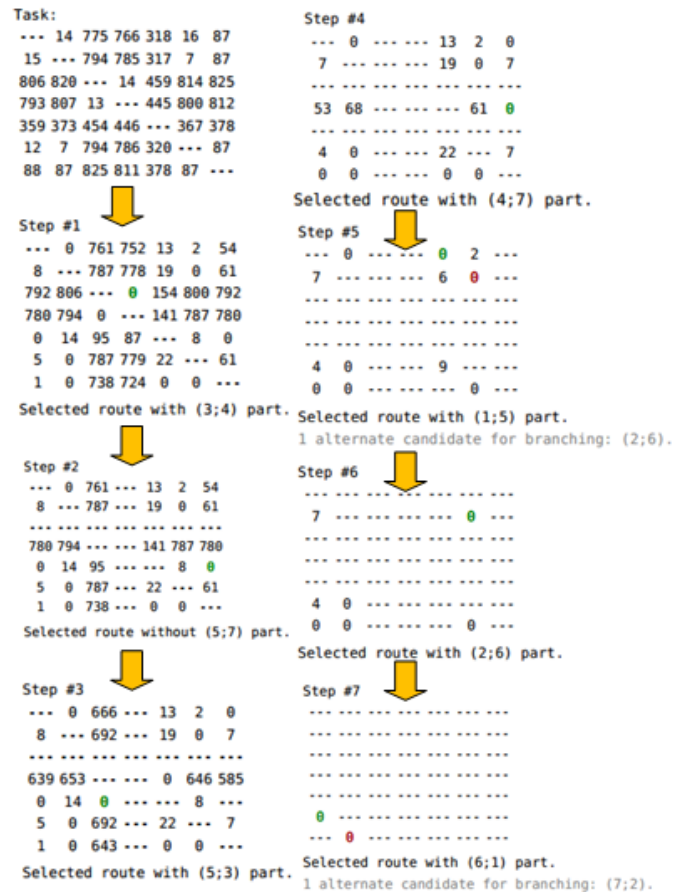 Task:
--- 14 775 766 318 16 87
15 --- 794 785 317 7 87
806 820 --- 14 459 814 825
793 807 13 --- 445 800 812
359 373 454 446 --- 367 378
12 7 794 786 320 --- 87
88 87 825 811 378 87 ---
Step #1
--- 0 761 752 13 2 54
8 --- 787 778 19 0 61
792 806 --- 0 154 800 792
780 794 0 --- 141 787 780
0 14 95 87 --- 8 0
5 0 787 779 22 --- 61
1 0 738 724 0 0 ---
Selected route with (3;4) part.
Step #2
--- 0 761 --- 13 2 54
8 --- 787 --- 19 0 61
--- --- --- --- --- --- ---
780 794 --- --- 141 787 780
0 14 95 --- --- 8 0
5 0 787 --- 22 --- 61
1 0 738 --- 0 0 ---
Selected route without (5;7) part.
Step #3
--- 0 666 --- 13 2 0
8 --- 692 --- 19 0 7
--- --- --- --- --- --- ---
639 653 --- --- 0 646 585
0 14 0 --- --- 8 ---
5 0 692 --- 22 --- 7
1 0 643 --- 0 0 ---
Selected route with (5;3) part.
Step #4
--- 0 --- --- 13 2 0
7 --- --- --- 19 0 7
--- --- --- --- --- --- ---
53 68 --- --- --- 61 0
--- --- --- --- --- --- ---
4 0 --- --- 22 --- 7
0 0 --- --- 0 0 ---
Selected route with (4;7) part.
Step #5
--- 0 --- --- 0 2 ---
7 --- --- --- 6 0 ---
--- --- --- --- --- --- ---
--- --- --- --- --- --- ---
--- --- --- --- --- --- ---
4 0 --- --- 9 --- ---
0 0 --- --- --- 0 ---
Selected route with (1;5) part.
1 alternate candidate for branching: (2;6).
Step #6
--- --- --- --- --- --- ---
7 --- --- --- --- 0 ---
--- --- --- --- --- --- ---
--- --- --- --- --- --- ---
--- --- --- --- --- --- ---
4 0 --- --- --- --- ---
0 0 --- --- --- 0 ---
Selected route with (2;6) part.
Step #7
--- --- --- --- --- --- ---
--- --- --- --- --- --- ---
--- --- --- --- --- --- ---
--- --- --- --- --- --- ---
--- --- --- --- --- --- ---
0 --- --- --- --- --- ---
--- 0 --- --- --- --- ---
Selected route with (6;1) part.
1 alternate candidate for branching: (7;2).